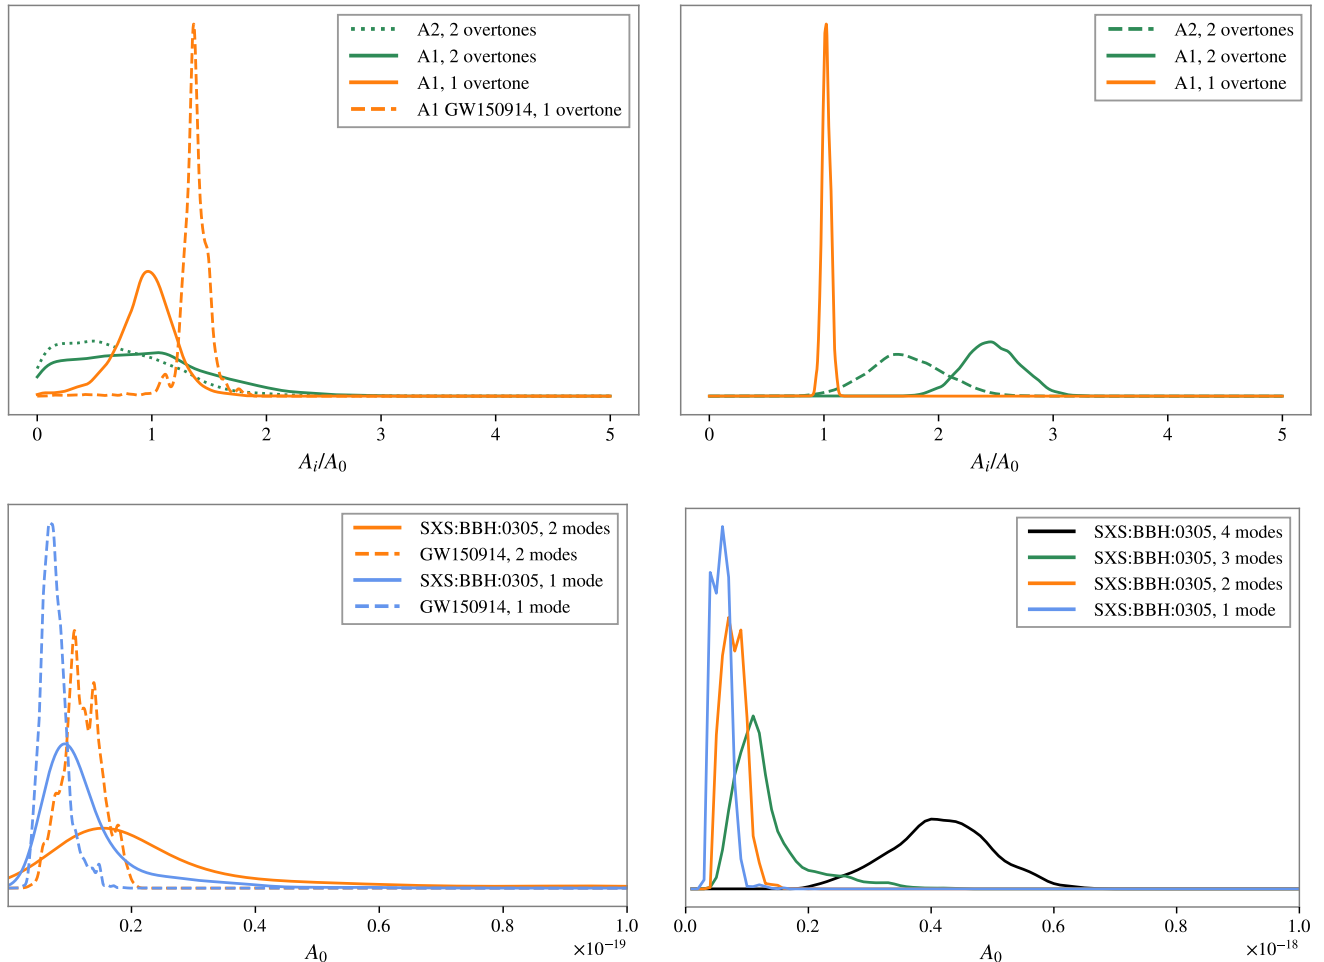 A2, 2 overtones
A1, 2 overtones
A1, 1 overtone
A1 GW150914, 1 overtone
0 1 2 3 4 5
A_i/A_0
A2, 2 overtones
A1, 2 overtone
A1, 1 overtone
0 1 2 3 4 5
A_i/A_0
SXS:BBH:0305, 2 modes
GW150914, 2 modes
SXS:BBH:0305, 1 mode
GW150914, 1 mode
0.2 0.4 0.6 0.8 1.0
×10⁻¹⁹
A_0
SXS:BBH:0305, 4 modes
SXS:BBH:0305, 3 modes
SXS:BBH:0305, 2 modes
SXS:BBH:0305, 1 mode
0.0 0.2 0.4 0.6 0.8 1.0
×10⁻¹⁸
A_0